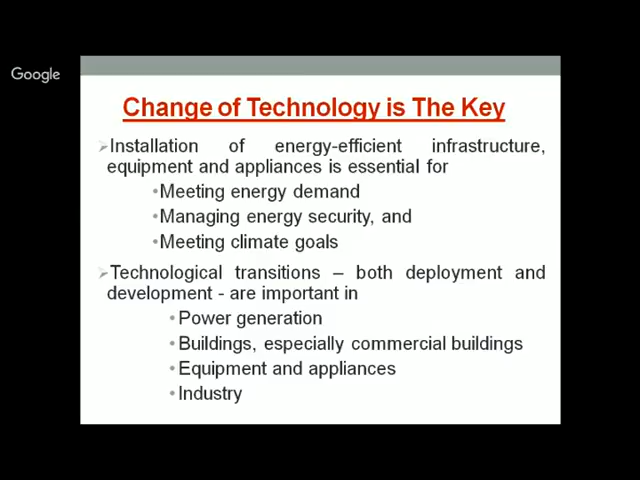 Google
Change of Technology is The Key
➢Installation of energy-efficient infrastructure,
equipment and appliances is essential for
•Meeting energy demand
•Managing energy security, and
•Meeting climate goals
➢Technological transitions – both deployment and
development - are important in
•Power generation
•Buildings, especially commercial buildings
•Equipment and appliances
•Industry